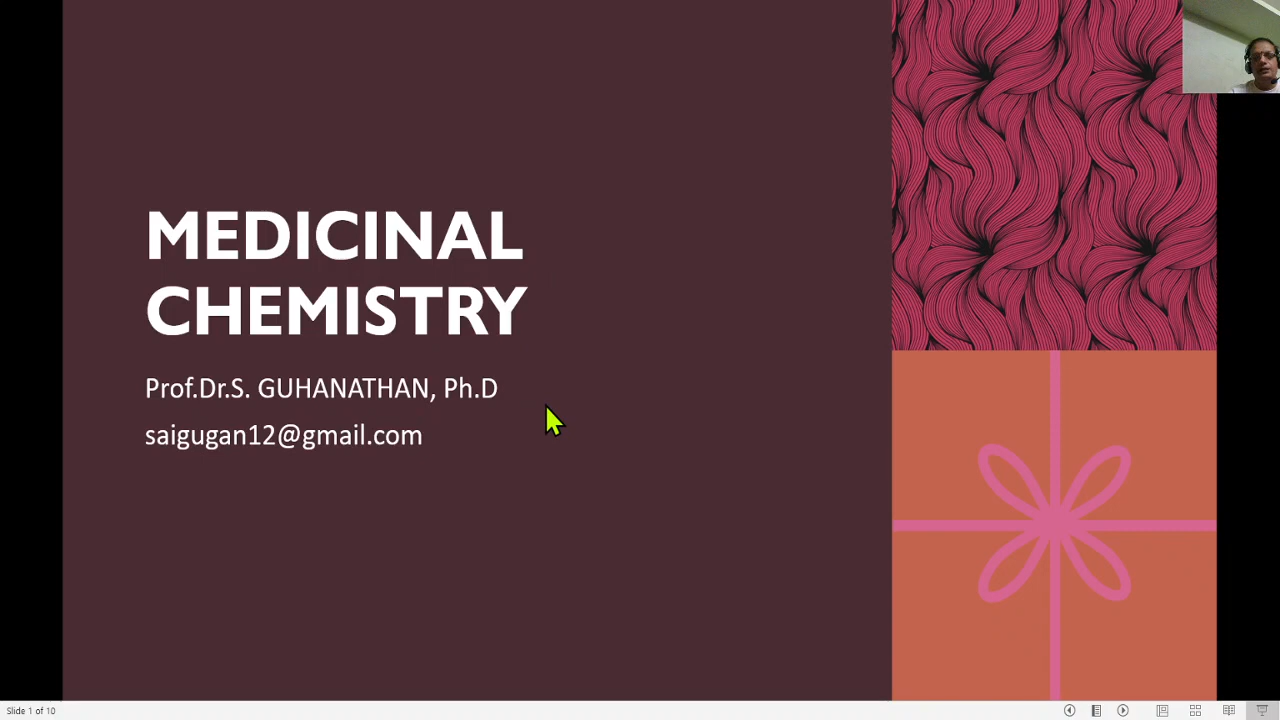 MEDICINAL
CHEMISTRY
Prof.Dr.S. GUHANATHAN, Ph.D
saigugan12@gmail.com
Slide 1 of 10